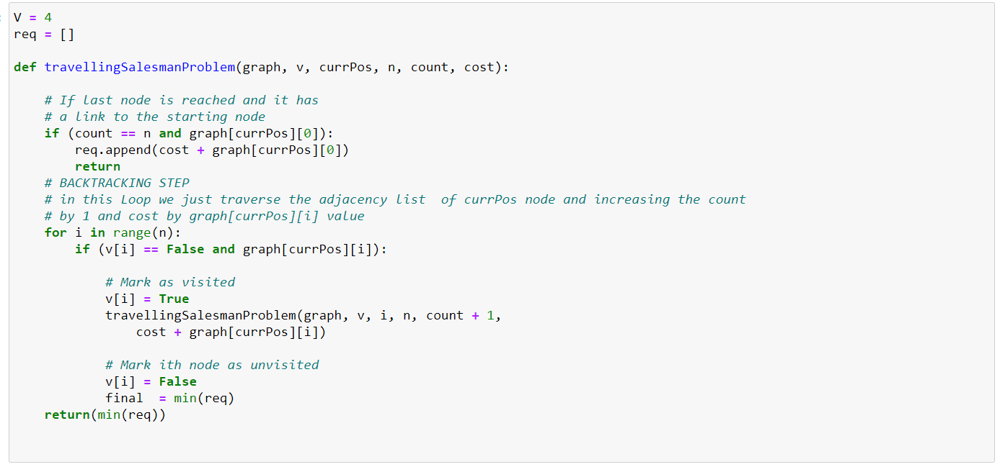 V = 4
req = []
def travellingSalesmanProblem(graph, v, currPos, n, count, cost):
# If last node is reached and it has
# a link to the starting node
if (count == n and graph[currPos][0]):
req.append(cost + graph[currPos][0])
return
# BACKTRACKING STEP
# in this Loop we just traverse the adjacency list  of currPos node and increasing the count
# by 1 and cost by graph[currPos][i] value
for i in range(n):
if (v[i] == False and graph[currPos][i]):
# Mark as visited
v[i] = True
travellingSalesmanProblem(graph, v, i, n, count + 1,
cost + graph[currPos][i])
# Mark ith node as unvisited
v[i] = False
final  = min(req)
return(min(req))